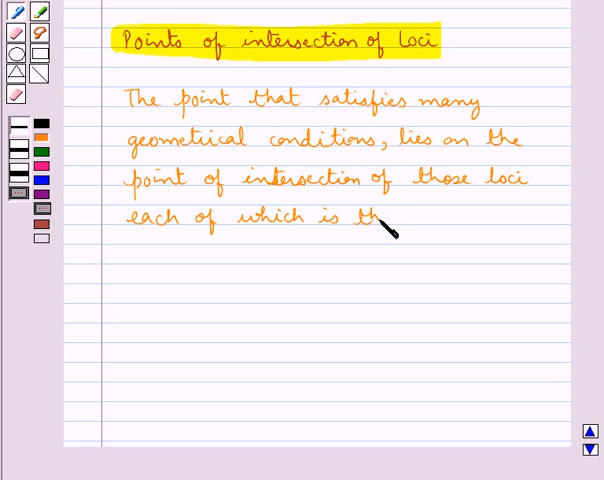 Points of intersection of Loci
The point that satisfies many
geometrical conditions, lies on the
point of intersection of those loci
each of which is th